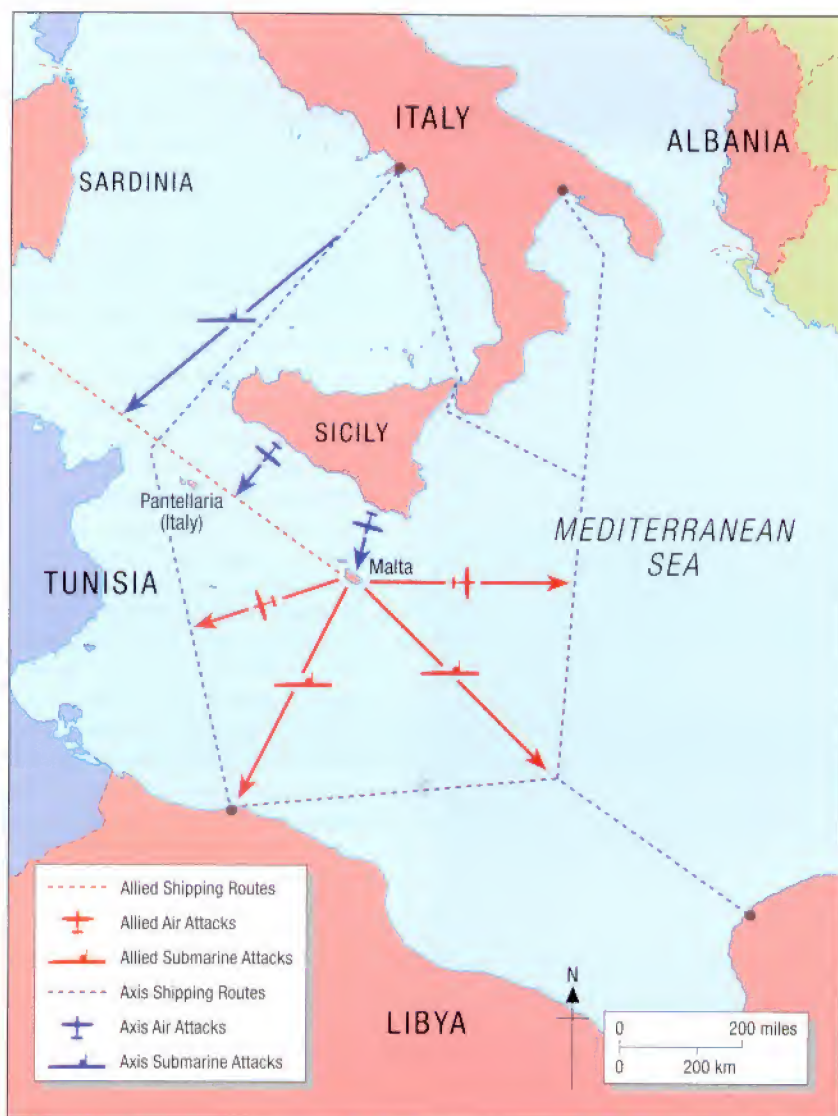 ITALY
ALBANIA
SARDINIA
SICILY
Pantellaria
(Italy)
MEDITERRANEAN
SEA
Malta
TUNISIA
Allied Shipping Routes
Allied Air Attacks
Allied Submarine Attacks
Axis Shipping Routes
Axis Air Attacks
Axis Submarine Attacks
LIBYA
N
0 200 miles
0 200 km